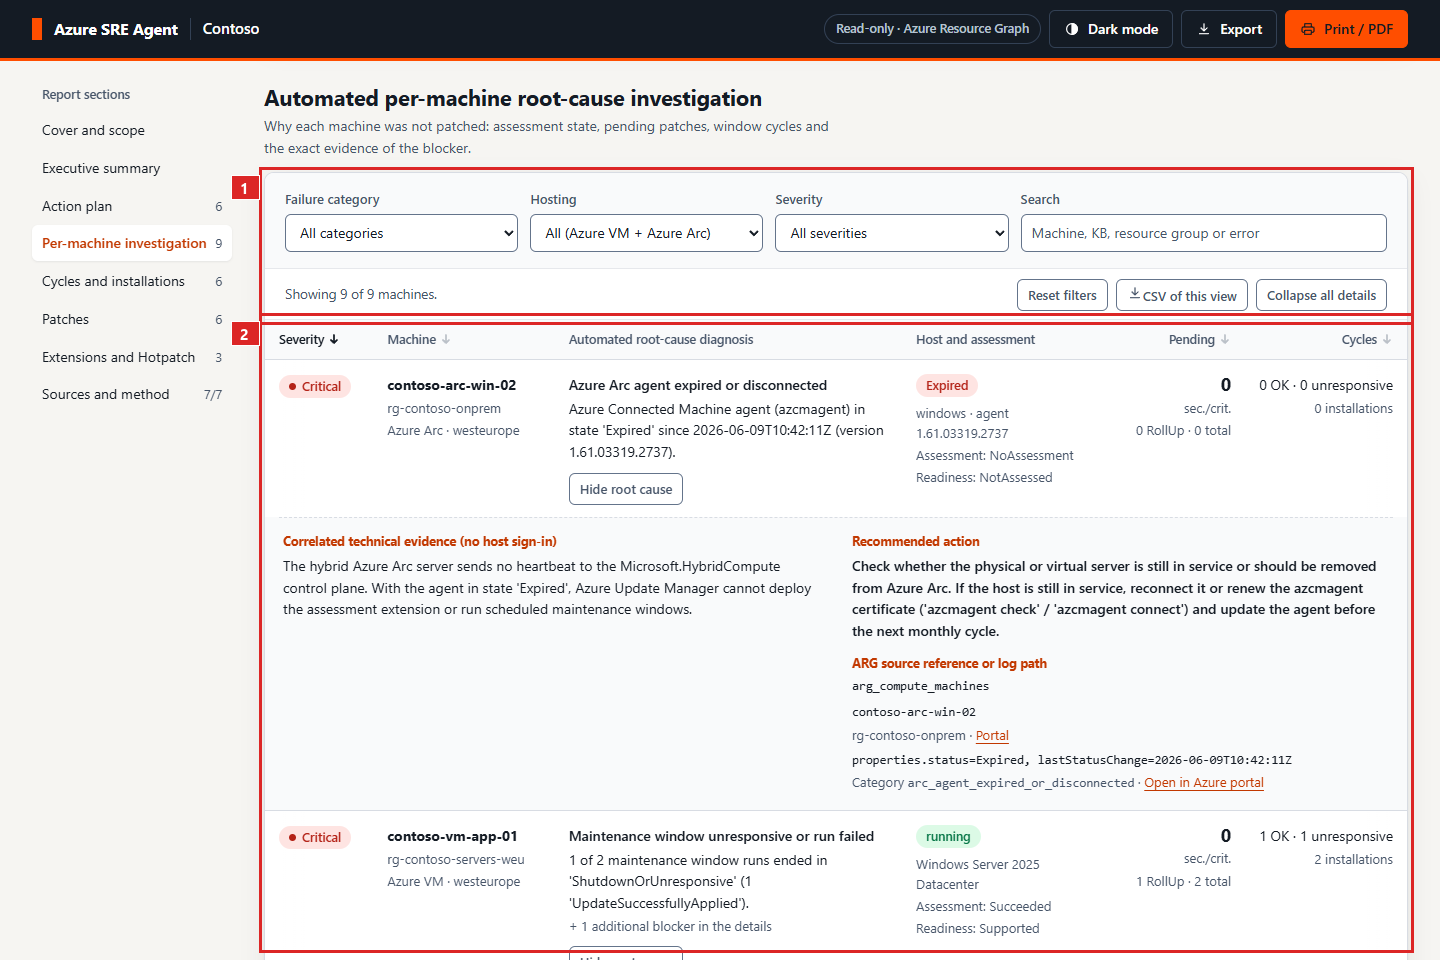 Azure SRE Agent
Contoso
Read-only · Azure Resource Graph
Dark mode
Export
Print / PDF
Report sections
Cover and scope
Executive summary
Action plan 6
Per-machine investigation 9
Cycles and installations 6
Patches 6
Extensions and Hotpatch 3
Sources and method 7/7
Automated per-machine root-cause investigation
Why each machine was not patched: assessment state, pending patches, window cycles and
the exact evidence of the blocker.
1
Failure category
All categories
Hosting
All (Azure VM + Azure Arc)
Severity
All severities
Search
Machine, KB, resource group or error
Showing 9 of 9 machines.
Reset filters
CSV of this view
Collapse all details
2
Severity ↓
Machine ↓
Automated root-cause diagnosis
Host and assessment
Pending ↓
Cycles ↓
Critical
contoso-arc-win-02
rg-contoso-onprem
Azure Arc · westeurope
Azure Arc agent expired or disconnected
Azure Connected Machine agent (azcmagent) in
state 'Expired' since 2026-06-09T10:42:11Z (version
1.61.03319.2737).
Hide root cause
Expired
windows · agent
1.61.03319.2737
Assessment: NoAssessment
Readiness: NotAssessed
0
sec./crit.
0 RollUp · 0 total
0 OK · 0 unresponsive
0 installations
Correlated technical evidence (no host sign-in)
The hybrid Azure Arc server sends no heartbeat to the Microsoft.HybridCompute
control plane. With the agent in state 'Expired', Azure Update Manager cannot deploy
the assessment extension or run scheduled maintenance windows.
Recommended action
Check whether the physical or virtual server is still in service or should be removed
from Azure Arc. If the host is still in service, reconnect it or renew the azcmagent
certificate ('azcmagent check' / 'azcmagent connect') and update the agent before
the next monthly cycle.
ARG source reference or log path
arg_compute_machines
contoso-arc-win-02
rg-contoso-onprem · Portal
properties.status=Expired, lastStatusChange=2026-06-09T10:42:11Z
Category arc_agent_expired_or_disconnected · Open in Azure portal
Critical
contoso-vm-app-01
rg-contoso-servers-weu
Azure VM · westeurope
Maintenance window unresponsive or run failed
1 of 2 maintenance window runs ended in
'ShutdownOrUnresponsive' (1
'UpdateSuccessfullyApplied').
+ 1 additional blocker in the details
running
Windows Server 2025
Datacenter
Assessment: Succeeded
Readiness: Supported
0
sec./crit.
1 RollUp · 2 total
1 OK · 1 unresponsive
2 installations